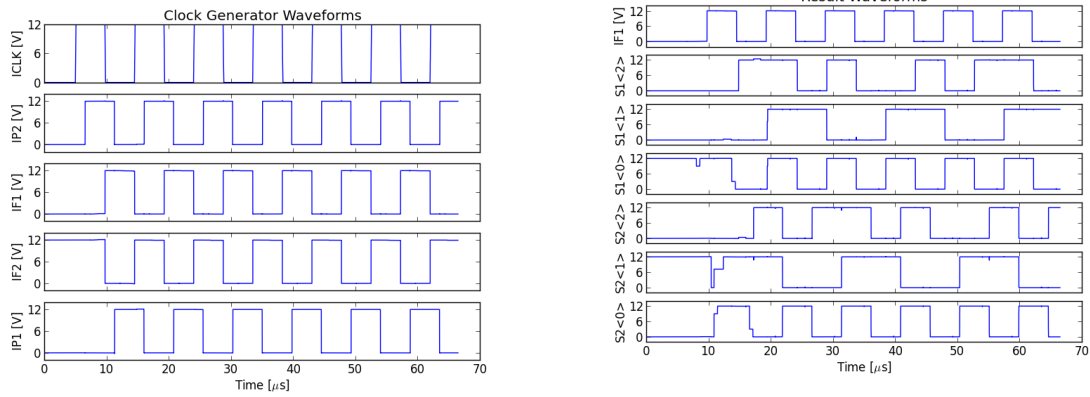 Clock Generator Waveforms
ICLK [V]
12
6
0
IP2 [V]
12
6
0
IF1 [V]
12
6
0
IF2 [V]
12
6
0
IP1 [V]
12
6
0
0 10 20 30 40 50 60 70
Time [μs]
Result Waveforms
IF1 [V]
12
6
0
S1<2>
12
6
0
S1<1>
12
6
0
S1<0>
12
6
0
S2<2>
12
6
0
S2<1>
12
6
0
S2<0>
12
6
0
0 10 20 30 40 50 60 70
Time [μs]